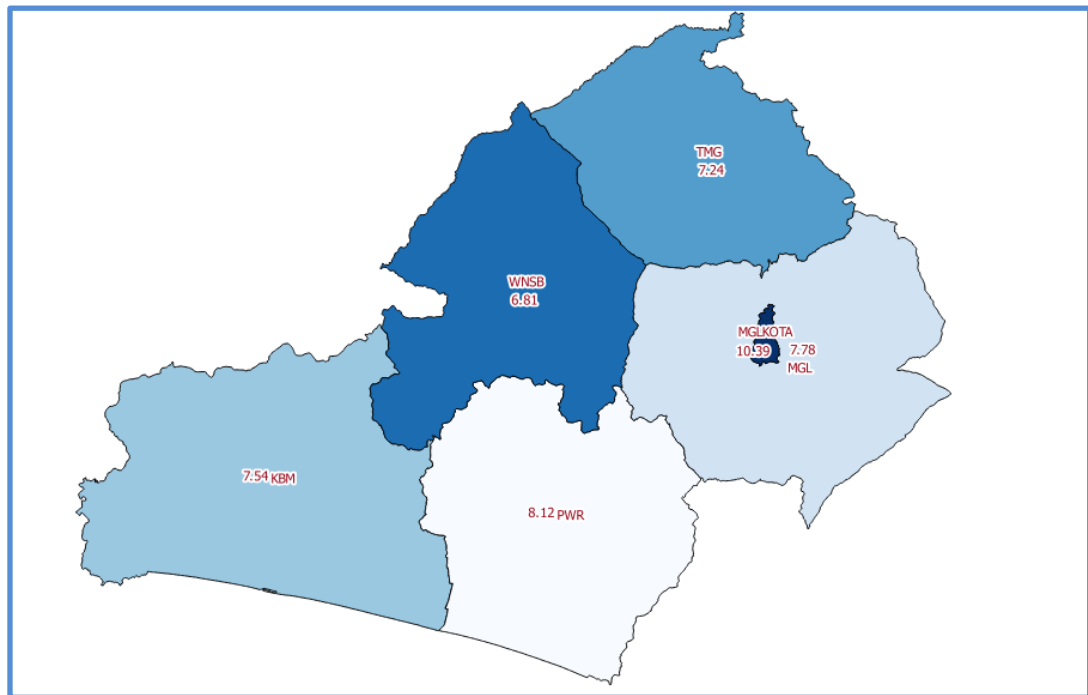 TMG
7.24
WNSB
6.81
MGLKOTA
10.39 7.78
MGL
7.54 KBM
8.12 PWR